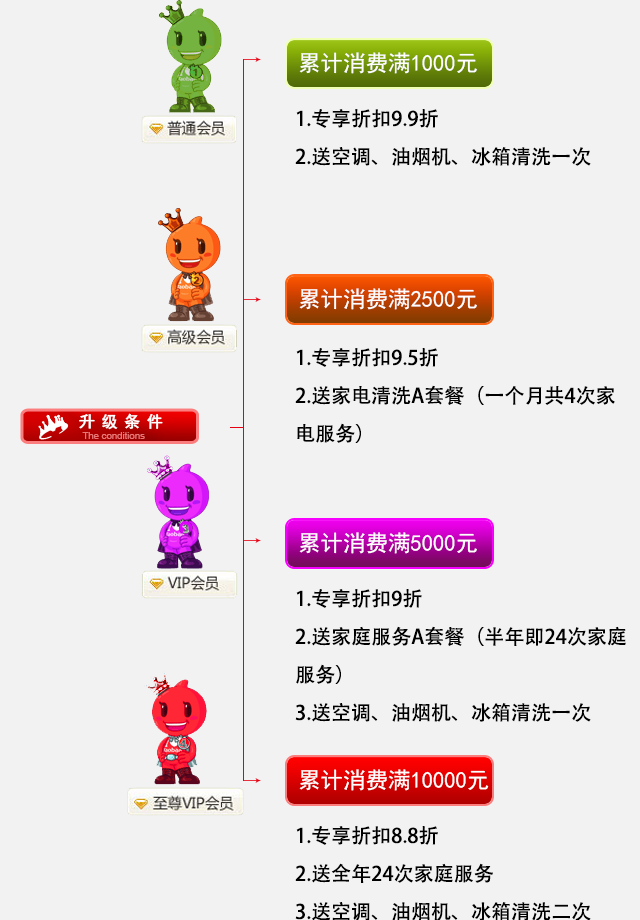 累计消费满1000元
普通会员
1.专享折扣9.9折
2.送空调、油烟机、冰箱清洗一次
累计消费满2500元
高级会员
1.专享折扣9.5折
2.送家电清洗A套餐（一个月共4次家
电服务）
升级条件
The conditions
累计消费满5000元
VIP会员
1.专享折扣9折
2.送家庭服务A套餐（半年即24次家庭
服务）
3.送空调、油烟机、冰箱清洗一次
累计消费满10000元
至尊VIP会员
1.专享折扣8.8折
2.送全年24次家庭服务
3.送空调、油烟机、冰箱清洗二次